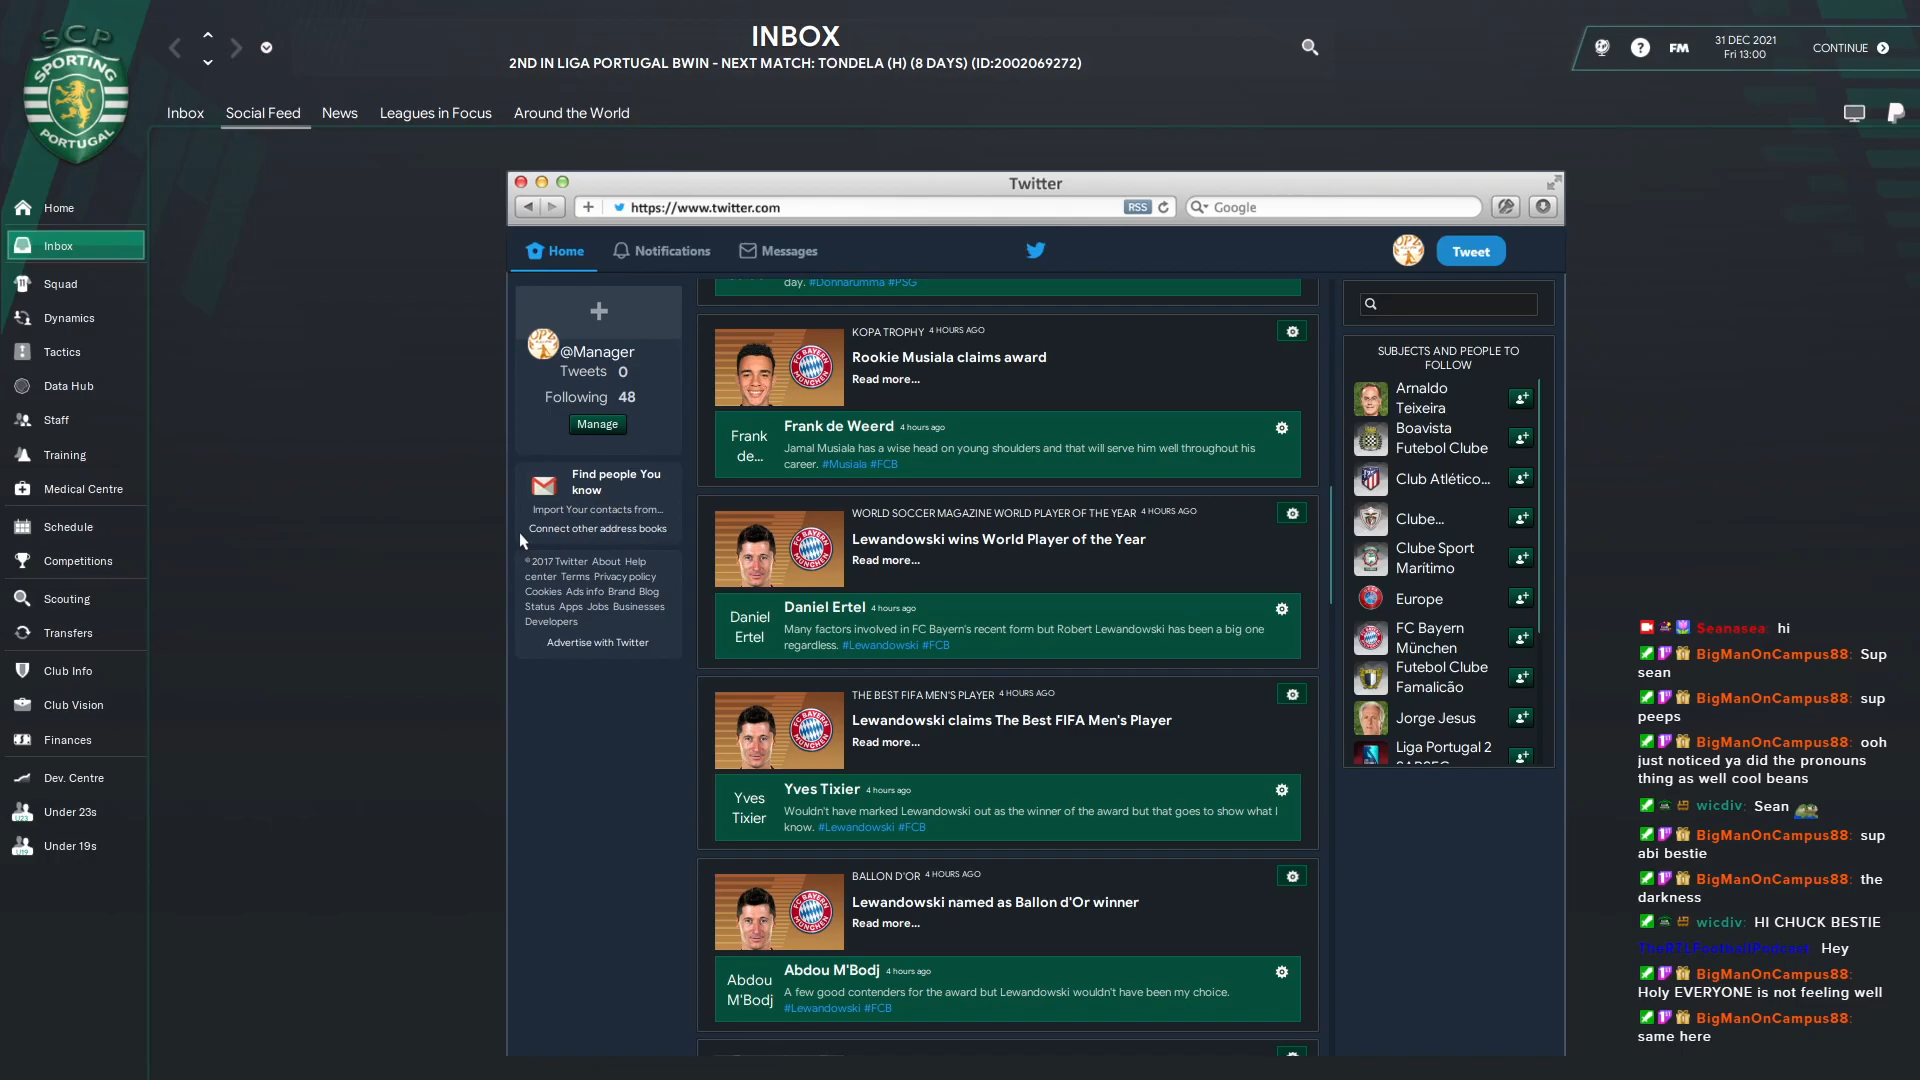 SCP
SPORTING
PORTUGAL
INBOX
2ND IN LIGA PORTUGAL BWIN - NEXT MATCH: TONDELA (H) (8 DAYS) (ID:2002069272)
FM
31 DEC 2021
Fri 13:00
CONTINUE
Inbox
Social Feed
News
Leagues in Focus
Around the World
Home
Inbox
Squad
Dynamics
Tactics
Data Hub
Staff
Training
Medical Centre
Schedule
Competitions
Scouting
Transfers
Club Info
Club Vision
Finances
Dev. Centre
Under 23s
Under 19s
Twitter
https://www.twitter.com
RSS
Google
Home
Notifications
Messages
Tweet
@Manager
Tweets 0
Following 48
Manage
Find people You
know
Import Your contacts from...
Connect other address books
© 2017 Twitter About Help
center Terms Privacy policy
Cookies Ads info Brand Blog
Status Apps Jobs Businesses
Developers
Advertise with Twitter
day. #Donnarumma #PSG
KOPA TROPHY 4 HOURS AGO
Rookie Musiala claims award
Read more...
Frank
de...
Frank de Weerd 4 hours ago
Jamal Musiala has a wise head on young shoulders and that will serve him well throughout his
career. #Musiala #FCB
WORLD SOCCER MAGAZINE WORLD PLAYER OF THE YEAR 4 HOURS AGO
Lewandowski wins World Player of the Year
Read more...
Daniel
Ertel
Daniel Ertel 4 hours ago
Many factors involved in FC Bayern's recent form but Robert Lewandowski has been a big one
regardless. #Lewandowski #FCB
THE BEST FIFA MEN'S PLAYER 4 HOURS AGO
Lewandowski claims The Best FIFA Men's Player
Read more...
Yves
Tixier
Yves Tixier 4 hours ago
Wouldn't have marked Lewandowski out as the winner of the award but that goes to show what I
know. #Lewandowski #FCB
BALLON D'OR 4 HOURS AGO
Lewandowski named as Ballon d'Or winner
Read more...
Abdou
M'Bodj
Abdou M'Bodj 4 hours ago
A few good contenders for the award but Lewandowski wouldn't have been my choice.
#Lewandowski #FCB
SUBJECTS AND PEOPLE TO
FOLLOW
Arnaldo
Teixeira
Boavista
Futebol Clube
Club Atlético...
Clube...
Clube Sport
Marítimo
Europe
FC Bayern
München
Futebol Clube
Famalicão
Jorge Jesus
Liga Portugal 2
Seanasea: hi
BigManOnCampus88: Sup
sean
BigManOnCampus88: sup
peeps
BigManOnCampus88: ooh
just noticed ya did the pronouns
thing as well cool beans
wicdiv: Sean
BigManOnCampus88: sup
abi bestie
BigManOnCampus88: the
darkness
wicdiv: HI CHUCK BESTIE
TheRTLFootballPodcast: Hey
BigManOnCampus88:
Holy EVERYONE is not feeling well
BigManOnCampus88:
same here